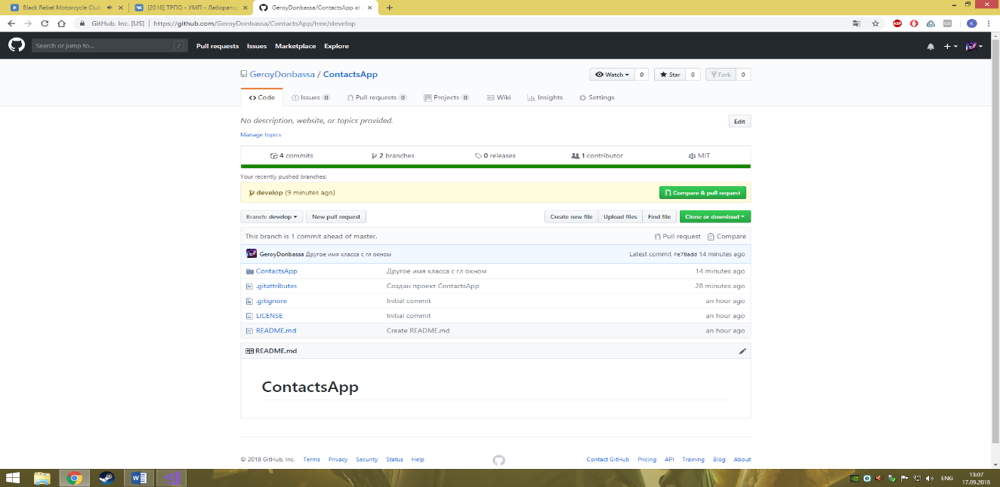 Black Rebel Motorcycle Club
[2018] ТРПО - УМП - Лаборатор
GeroyDonbassa/ContactsApp at
GitHub, Inc. [US] | https://github.com/GeroyDonbassa/ContactsApp/tree/develop
ABP
K
Search or jump to... /
Pull requests Issues Marketplace Explore
GeroyDonbassa / ContactsApp
Watch 0 Star 0 Fork 0
Code Issues 0 Pull requests 0 Projects 0 Wiki Insights Settings
No description, website, or topics provided. Edit
Manage topics
4 commits 2 branches 0 releases 1 contributor MIT
Your recently pushed branches:
develop (9 minutes ago) Compare & pull request
Branch: develop New pull request Create new file Upload files Find file Clone or download
This branch is 1 commit ahead of master. Pull request Compare
GeroyDonbassa Другое имя класса с гл окном Latest commit fe78add 14 minutes ago
ContactsApp Другое имя класса с гл окном 14 minutes ago
.gitattributes Создан проект ContactsApp 28 minutes ago
.gitignore Initial commit an hour ago
LICENSE Initial commit an hour ago
README.md Create README.md an hour ago
README.md
ContactsApp
© 2018 GitHub, Inc. Terms Privacy Security Status Help Contact GitHub Pricing API Training Blog About
ENG 13:07
17.09.2018